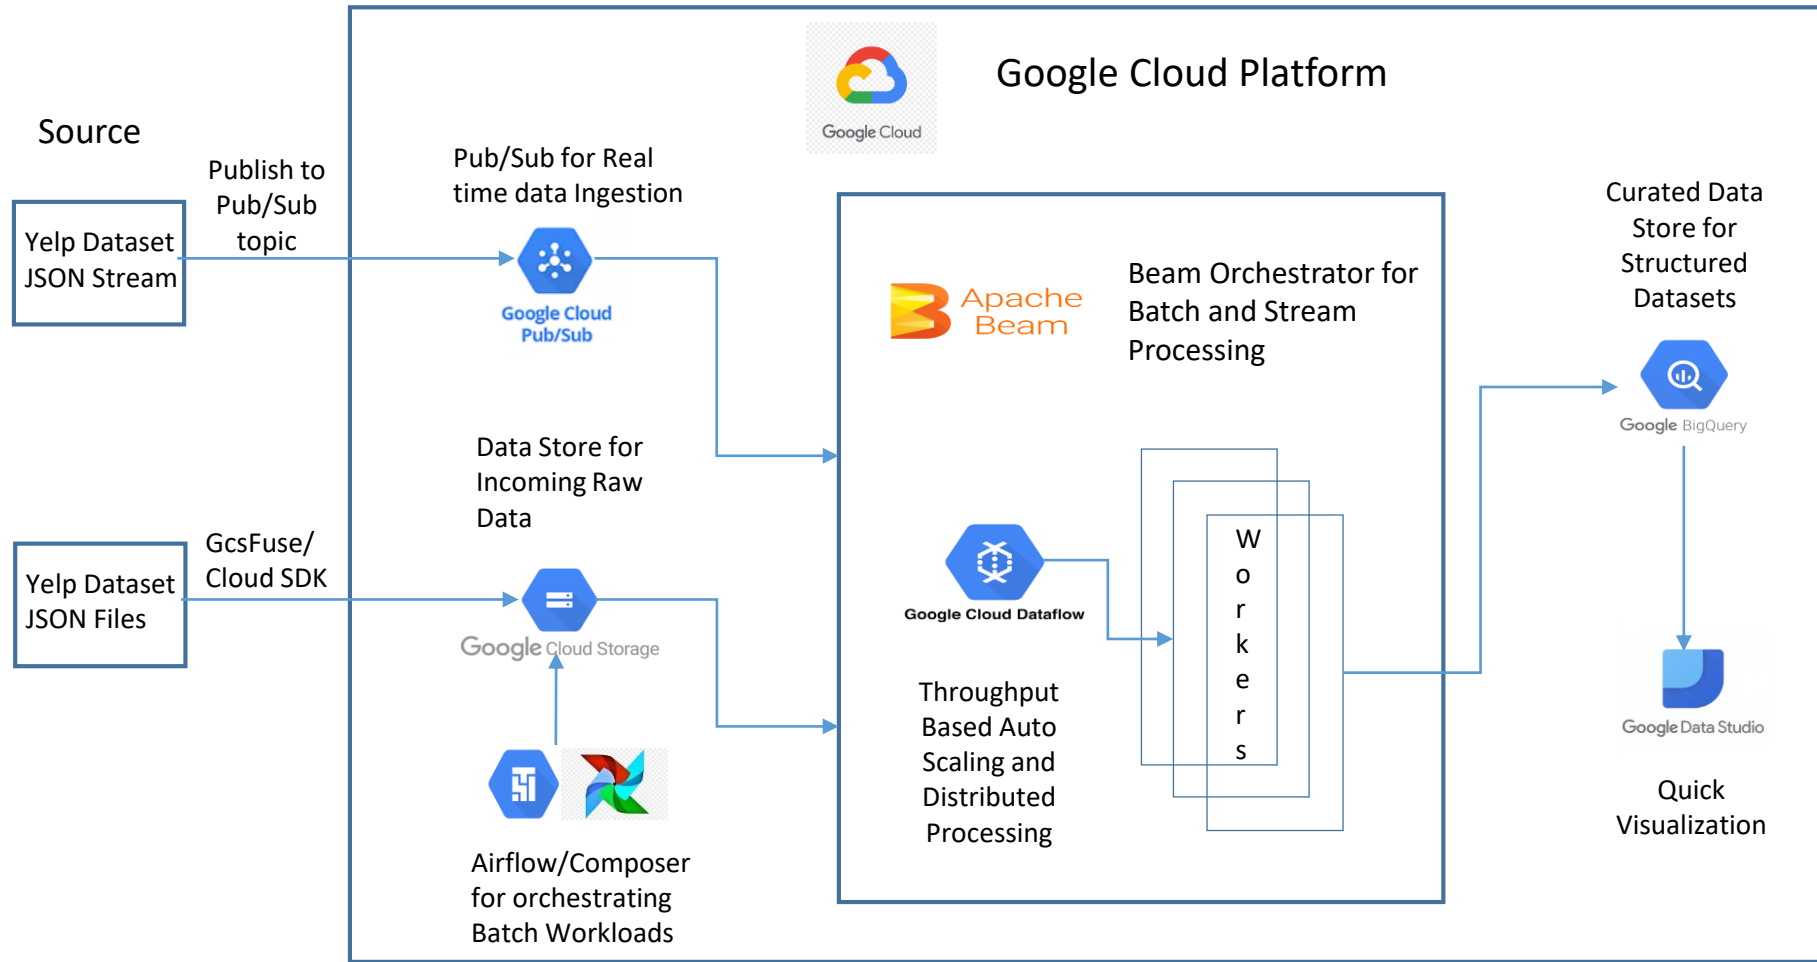 Google Cloud
Google Cloud Platform
Source
Publish to
Pub/Sub
topic
Yelp Dataset
JSON Stream
Pub/Sub for Real
time data Ingestion
Google Cloud
Pub/Sub
Data Store for
Incoming Raw
Data
GcsFuse/
Cloud SDK
Yelp Dataset
JSON Files
Google Cloud Storage
Airflow/Composer
for orchestrating
Batch Workloads
Apache
Beam
Beam Orchestrator for
Batch and Stream
Processing
Google Cloud Dataflow
Throughput
Based Auto
Scaling and
Distributed
Processing
W
o
r
k
e
r
s
Curated Data
Store for
Structured
Datasets
Google BigQuery
Google Data Studio
Quick
Visualization